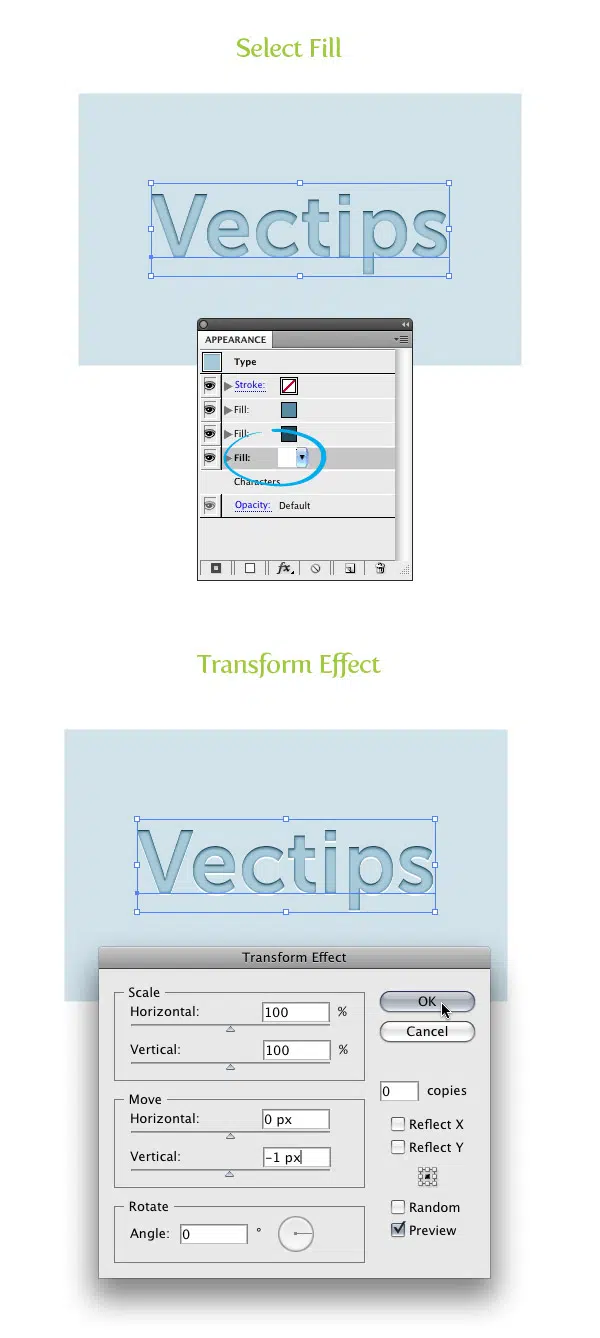 Select Fill
Vectips
APPEARANCE
Type
Stroke:
Fill:
Fill:
Fill:
Characters
Opacity: Default
fx
Transform Effect
Vectips
Transform Effect
Scale
OK
Horizontal: 100 %
Cancel
Vertical: 100 %
0 copies
Move
Horizontal: 0 px
Reflect X
Reflect Y
Vertical: -1 px
Random
Rotate
Preview
Angle: 0 °